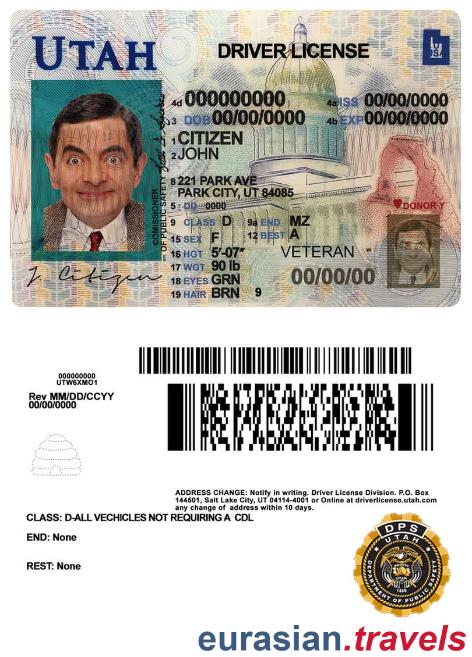 UTAH
DRIVER LICENSE
ID
USA
4d 000000000
4a ISS 00/00/0000
3 DOB 00/00/0000
4b EXP 00/00/0000
1 CITIZEN
2 JOHN
8 221 PARK AVE
PARK CITY, UT 84085
5 DD 0000
♥DONOR Y
9 CLASS D 9a END MZ
15 SEX F 12 REST A
16 HGT 5'-07"
VETERAN
17 WGT 90 lb
18 EYES GRN
00/00/00
19 HAIR BRN 9
COMMISSIONER
OF PUBLIC SAFETY
J. Citizen
000000000
UTW6XMO1
Rev MM/DD/CCYY
00/00/0000
ADDRESS CHANGE: Notify in writing. Driver License Division. P.O. Box
144501, Salt Lake City, UT 04114-4001 or Online at driverlicense.utah.com
any change of address within 10 days.
CLASS: D-ALL VECHICLES NOT REQUIRING A CDL
END: None
REST: None
DPS
UTAH
DEPARTMENT OF PUBLIC SAFETY
1896
eurasian.travels